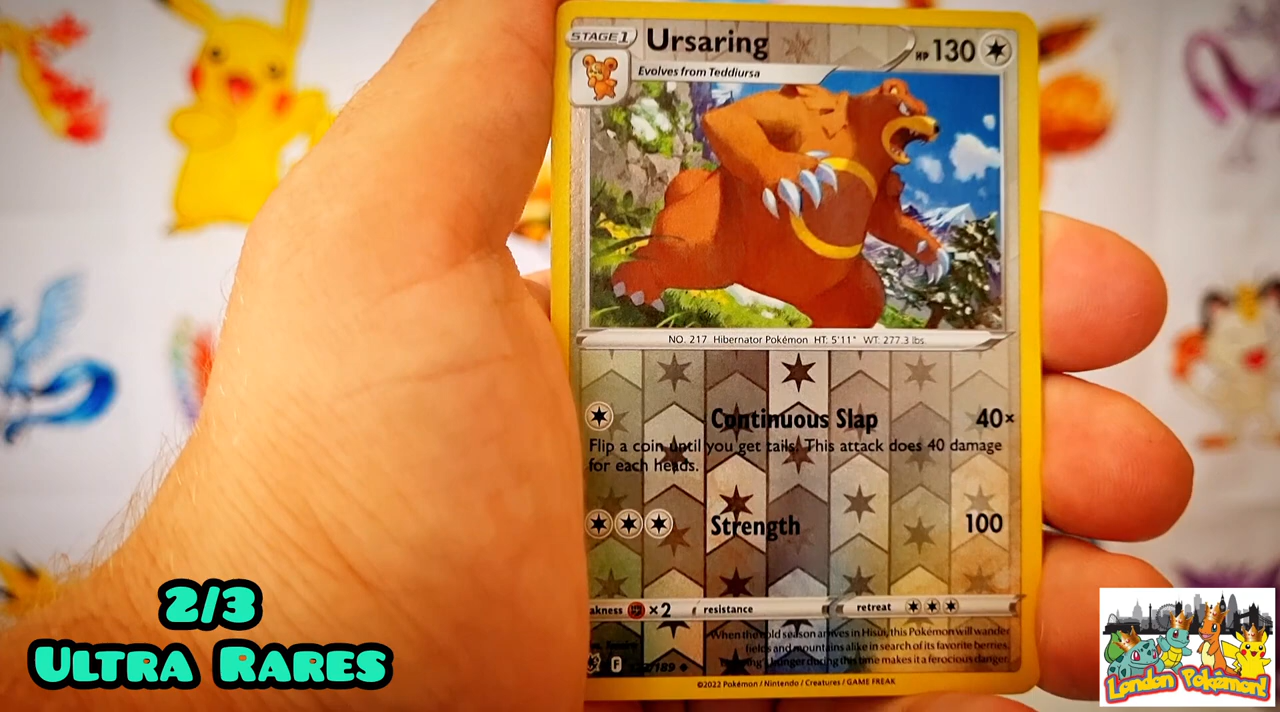 STAGE 1
Ursaring
HP 130
Evolves from Teddiursa
NO. 217 Hibernator Pokémon HT: 5'11" WT: 277.3 lbs.
Continuous Slap 40×
Flip a coin until you get tails. This attack does 40 damage
for each heads.
Strength 100
akness ×2 resistance retreat
When the cold season arrives in Hisui, this Pokémon will wander
fields and mountains alike in search of its favorite berries.
hunger during this time makes it a ferocious danger.
F /189
©2022 Pokémon / Nintendo / Creatures / GAME FREAK
2/3
Ultra Rares
London Pokémon!